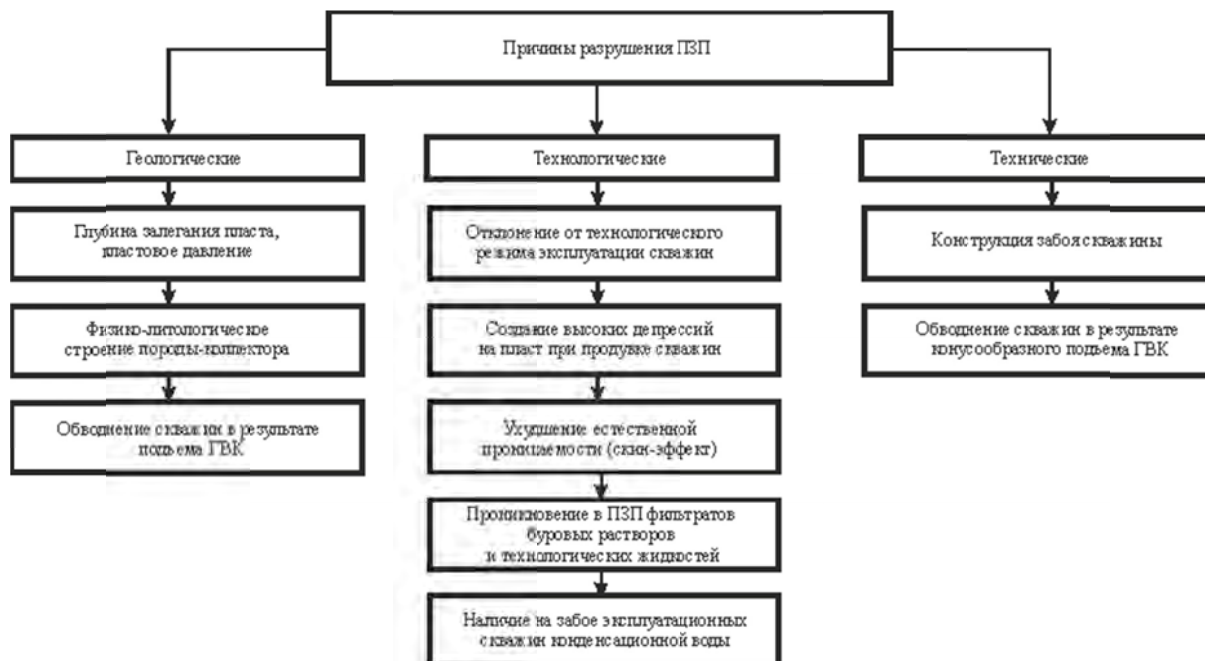 Причины разрушения ПЗП
Геологические
Глубина залегания пласта,
пластовое давление
Физико-литологическое
строение породы-коллектора
Обводнение скважин в результате
подъема ГВК
Технологические
Отклонение от технологического
режима эксплуатации скважин
Создание высоких депрессий
на пласт при продувке скважин
Ухудшение естественной
проницаемости (скин-эффект)
Проникновение в ПЗП фильтратов
буровых растворов
и технологических жидкостей
Наличие на забое эксплуатационных
скважин конденсационной воды
Технические
Конструкция забоя скважины
Обводнение скважин в результате
конусообразного подъема ГВК